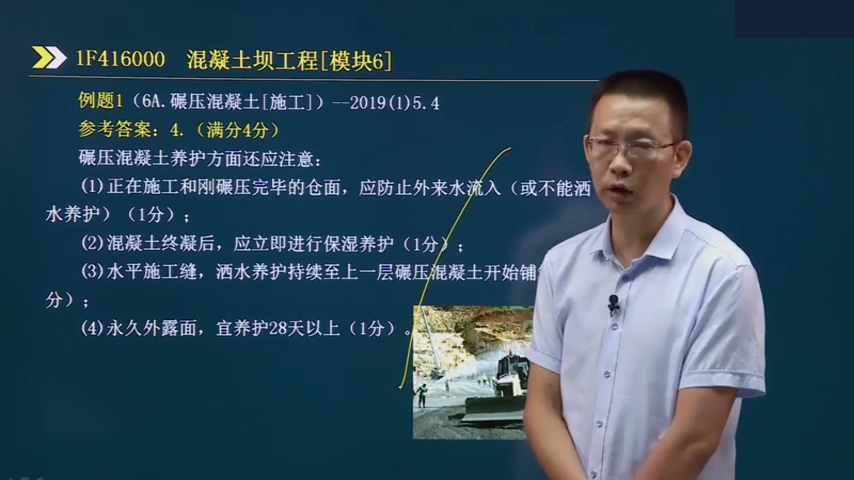 1F416000 混凝土坝工程[模块6]
例题1（6A.碾压混凝土[施工]）--2019(1)5.4
参考答案：4.（满分4分）
碾压混凝土养护方面还应注意：
(1)正在施工和刚碾压完毕的仓面，应防止外来水流入（或不能洒
水养护）（1分）；
(2)混凝土终凝后，应立即进行保湿养护（1分）；
(3)水平施工缝，洒水养护持续至上一层碾压混凝土开始铺
分）；
(4)永久外露面，宜养护28天以上（1分）。